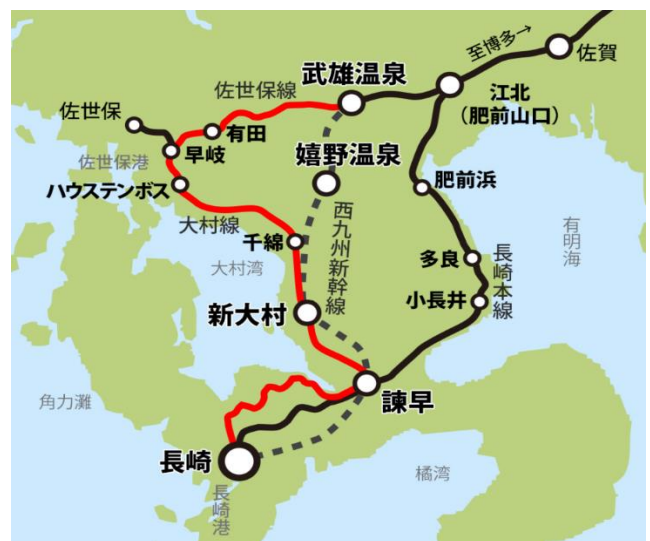 至博多→
佐賀
武雄温泉
佐世保線
江北
（肥前山口）
佐世保
有田
早岐
佐世保港
嬉野温泉
ハウステンボス
肥前浜
西九州新幹線
大村線
千綿
有明海
多良
長崎本線
大村湾
小長井
新大村
諫早
角力灘
長崎
橘湾
長崎港